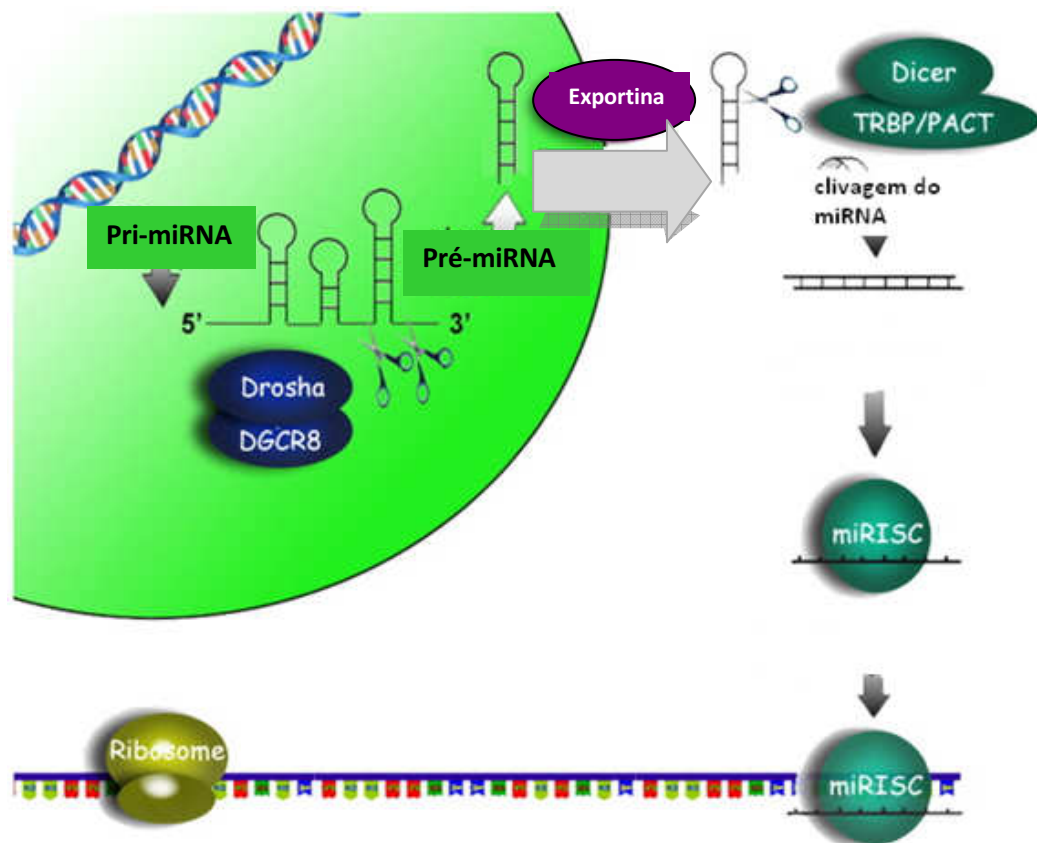 Exportina
Dicer
TRBP/PACT
clivagem do
miRNA
Pri-miRNA
Pré-miRNA
5’
3’
Drosha
DGCR8
miRISC
Ribosome
miRISC